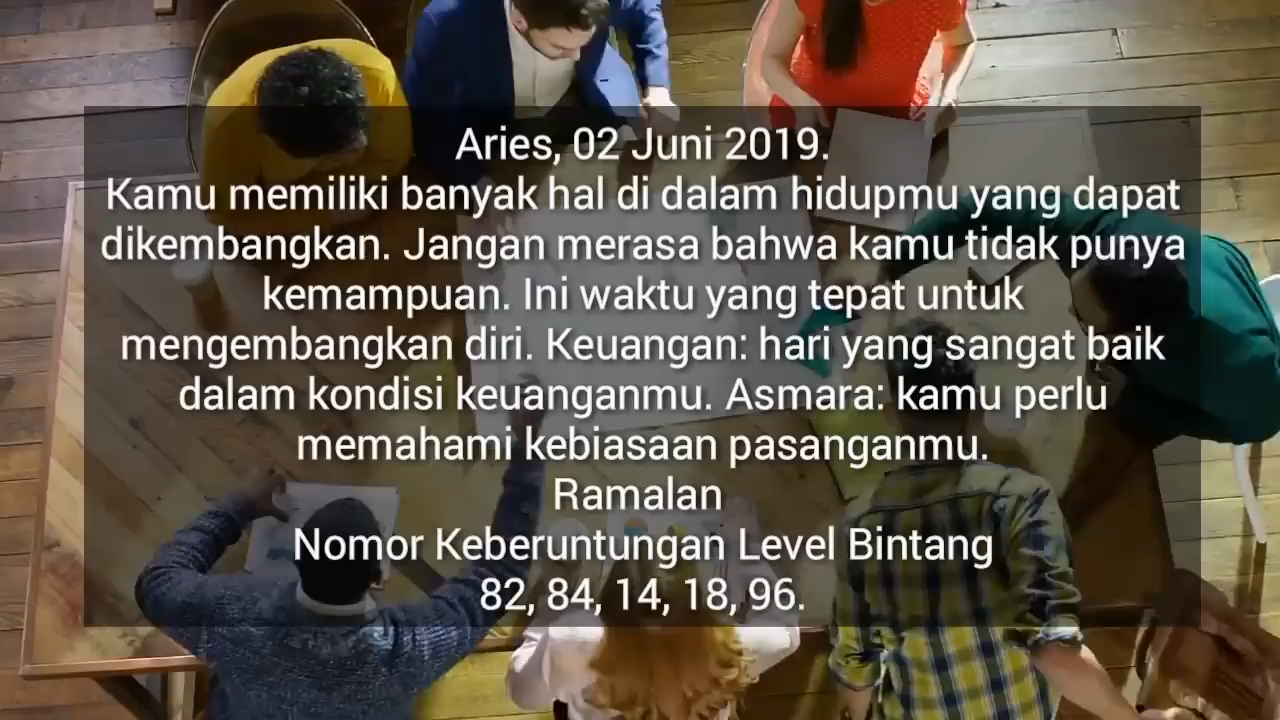 Aries, 02 Juni 2019.
Kamu memiliki banyak hal di dalam hidupmu yang dapat
dikembangkan. Jangan merasa bahwa kamu tidak punya
kemampuan. Ini waktu yang tepat untuk
mengembangkan diri. Keuangan: hari yang sangat baik
dalam kondisi keuanganmu. Asmara: kamu perlu
memahami kebiasaan pasanganmu.
Ramalan
Nomor Keberuntungan Level Bintang
82, 84, 14, 18, 96.